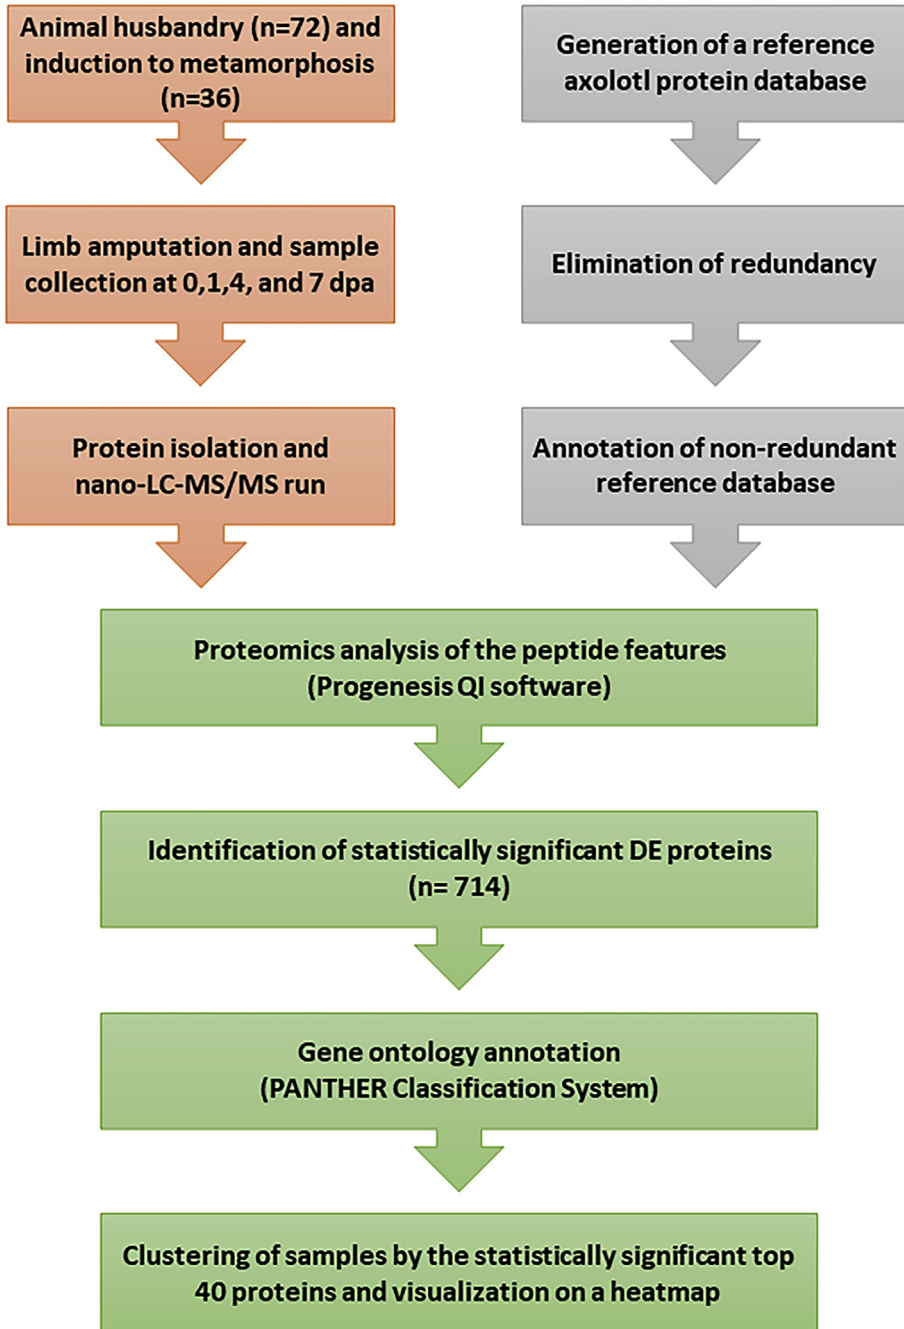 Animal husbandry (n=72) and
induction to metamorphosis
(n=36)
Limb amputation and sample
collection at 0,1,4, and 7 dpa
Protein isolation and
nano-LC-MS/MS run
Generation of a reference
axolotl protein database
Elimination of redundancy
Annotation of non-redundant
reference database
Proteomics analysis of the peptide features
(Progenesis QI software)
Identification of statistically significant DE proteins
(n= 714)
Gene ontology annotation
(PANTHER Classification System)
Clustering of samples by the statistically significant top
40 proteins and visualization on a heatmap